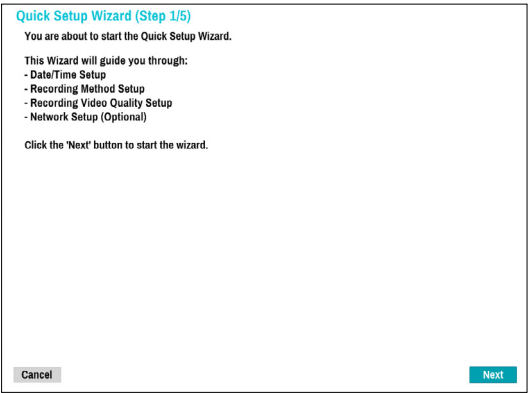 Quick Setup Wizard (Step 1/5)
You are about to start the Quick Setup Wizard.
This Wizard will guide you through:
- Date/Time Setup
- Recording Method Setup
- Recording Video Quality Setup
- Network Setup (Optional)
Click the 'Next' button to start the wizard.
Cancel
Next